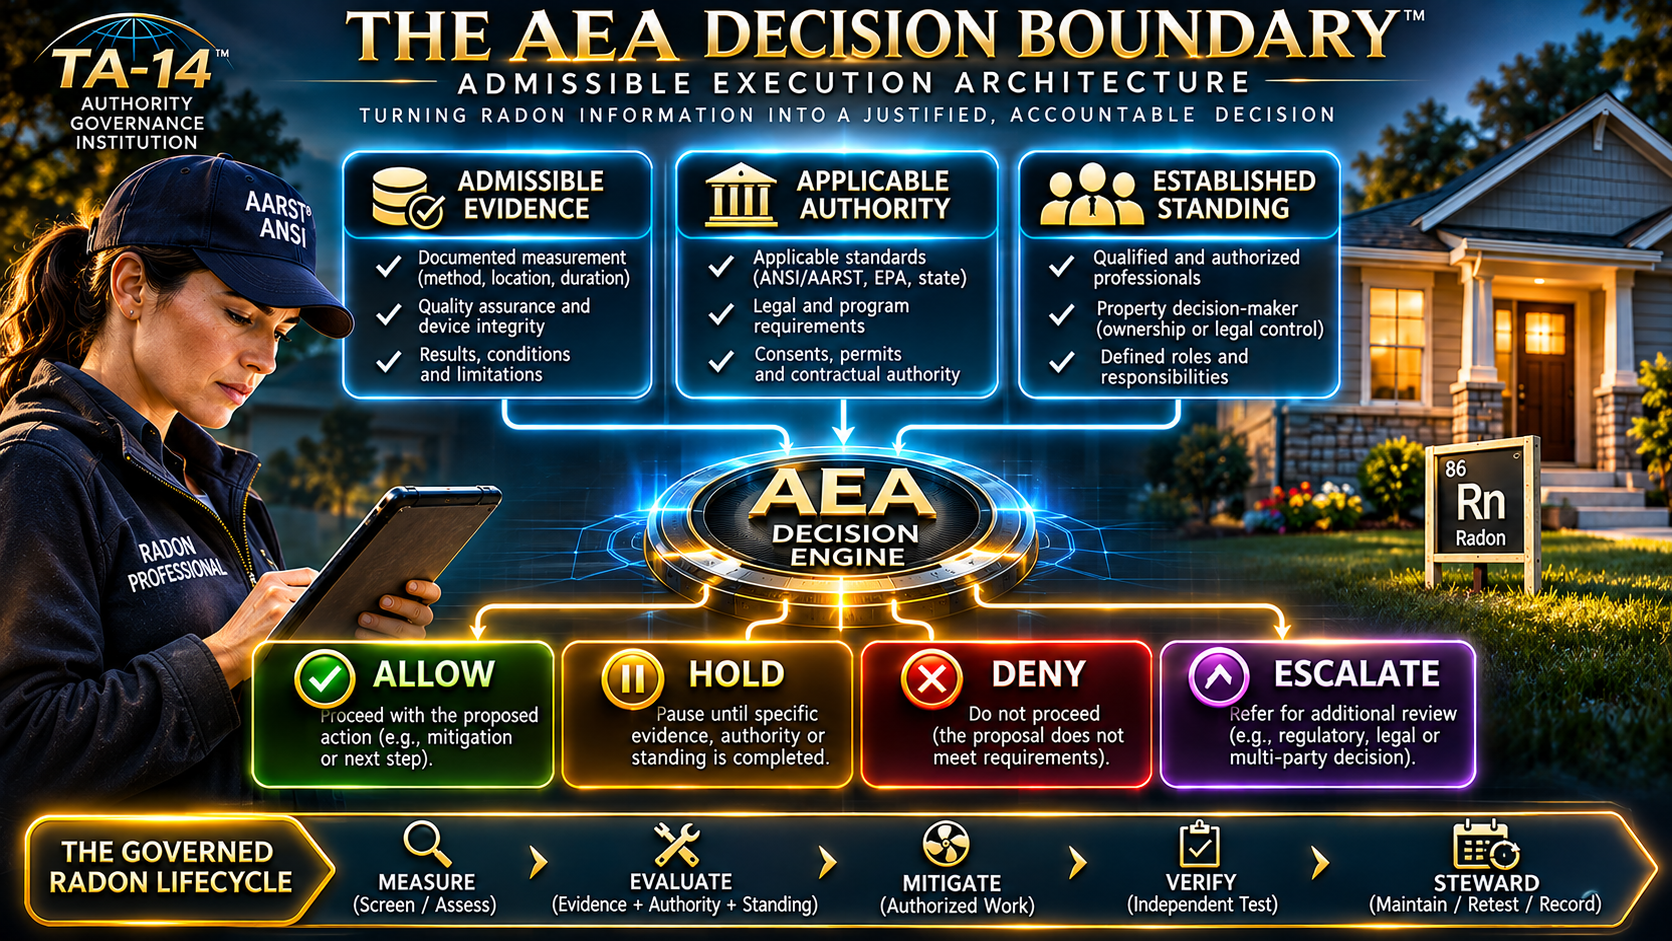 TA-14™
AUTHORITY
GOVERNANCE
INSTITUTION
THE AEA DECISION BOUNDARY™
ADMISSIBLE EXECUTION ARCHITECTURE
TURNING RADON INFORMATION INTO A JUSTIFIED, ACCOUNTABLE DECISION
AARST®
ANSI
RADON
PROFESSIONAL
ADMISSIBLE
EVIDENCE
Documented measurement
(method, location, duration)
Quality assurance and
device integrity
Results, conditions
and limitations
APPLICABLE
AUTHORITY
Applicable standards
(ANSI/AARST, EPA, state)
Legal and program
requirements
Consents, permits
and contractual authority
ESTABLISHED
STANDING
Qualified and authorized
professionals
Property decision-maker
(ownership or legal control)
Defined roles and
responsibilities
AEA
DECISION
ENGINE
86
Rn
Radon
ALLOW
Proceed with the proposed
action (e.g., mitigation
or next step).
HOLD
Pause until specific
evidence, authority or
standing is completed.
DENY
Do not proceed
(the proposal does not
meet requirements).
ESCALATE
Refer for additional review
(e.g., regulatory, legal or
multi-party decision).
THE GOVERNED
RADON LIFECYCLE
MEASURE
(Screen / Assess)
EVALUATE
(Evidence + Authority + Standing)
MITIGATE
(Authorized Work)
VERIFY
(Independent Test)
STEWARD
(Maintain / Retest / Record)